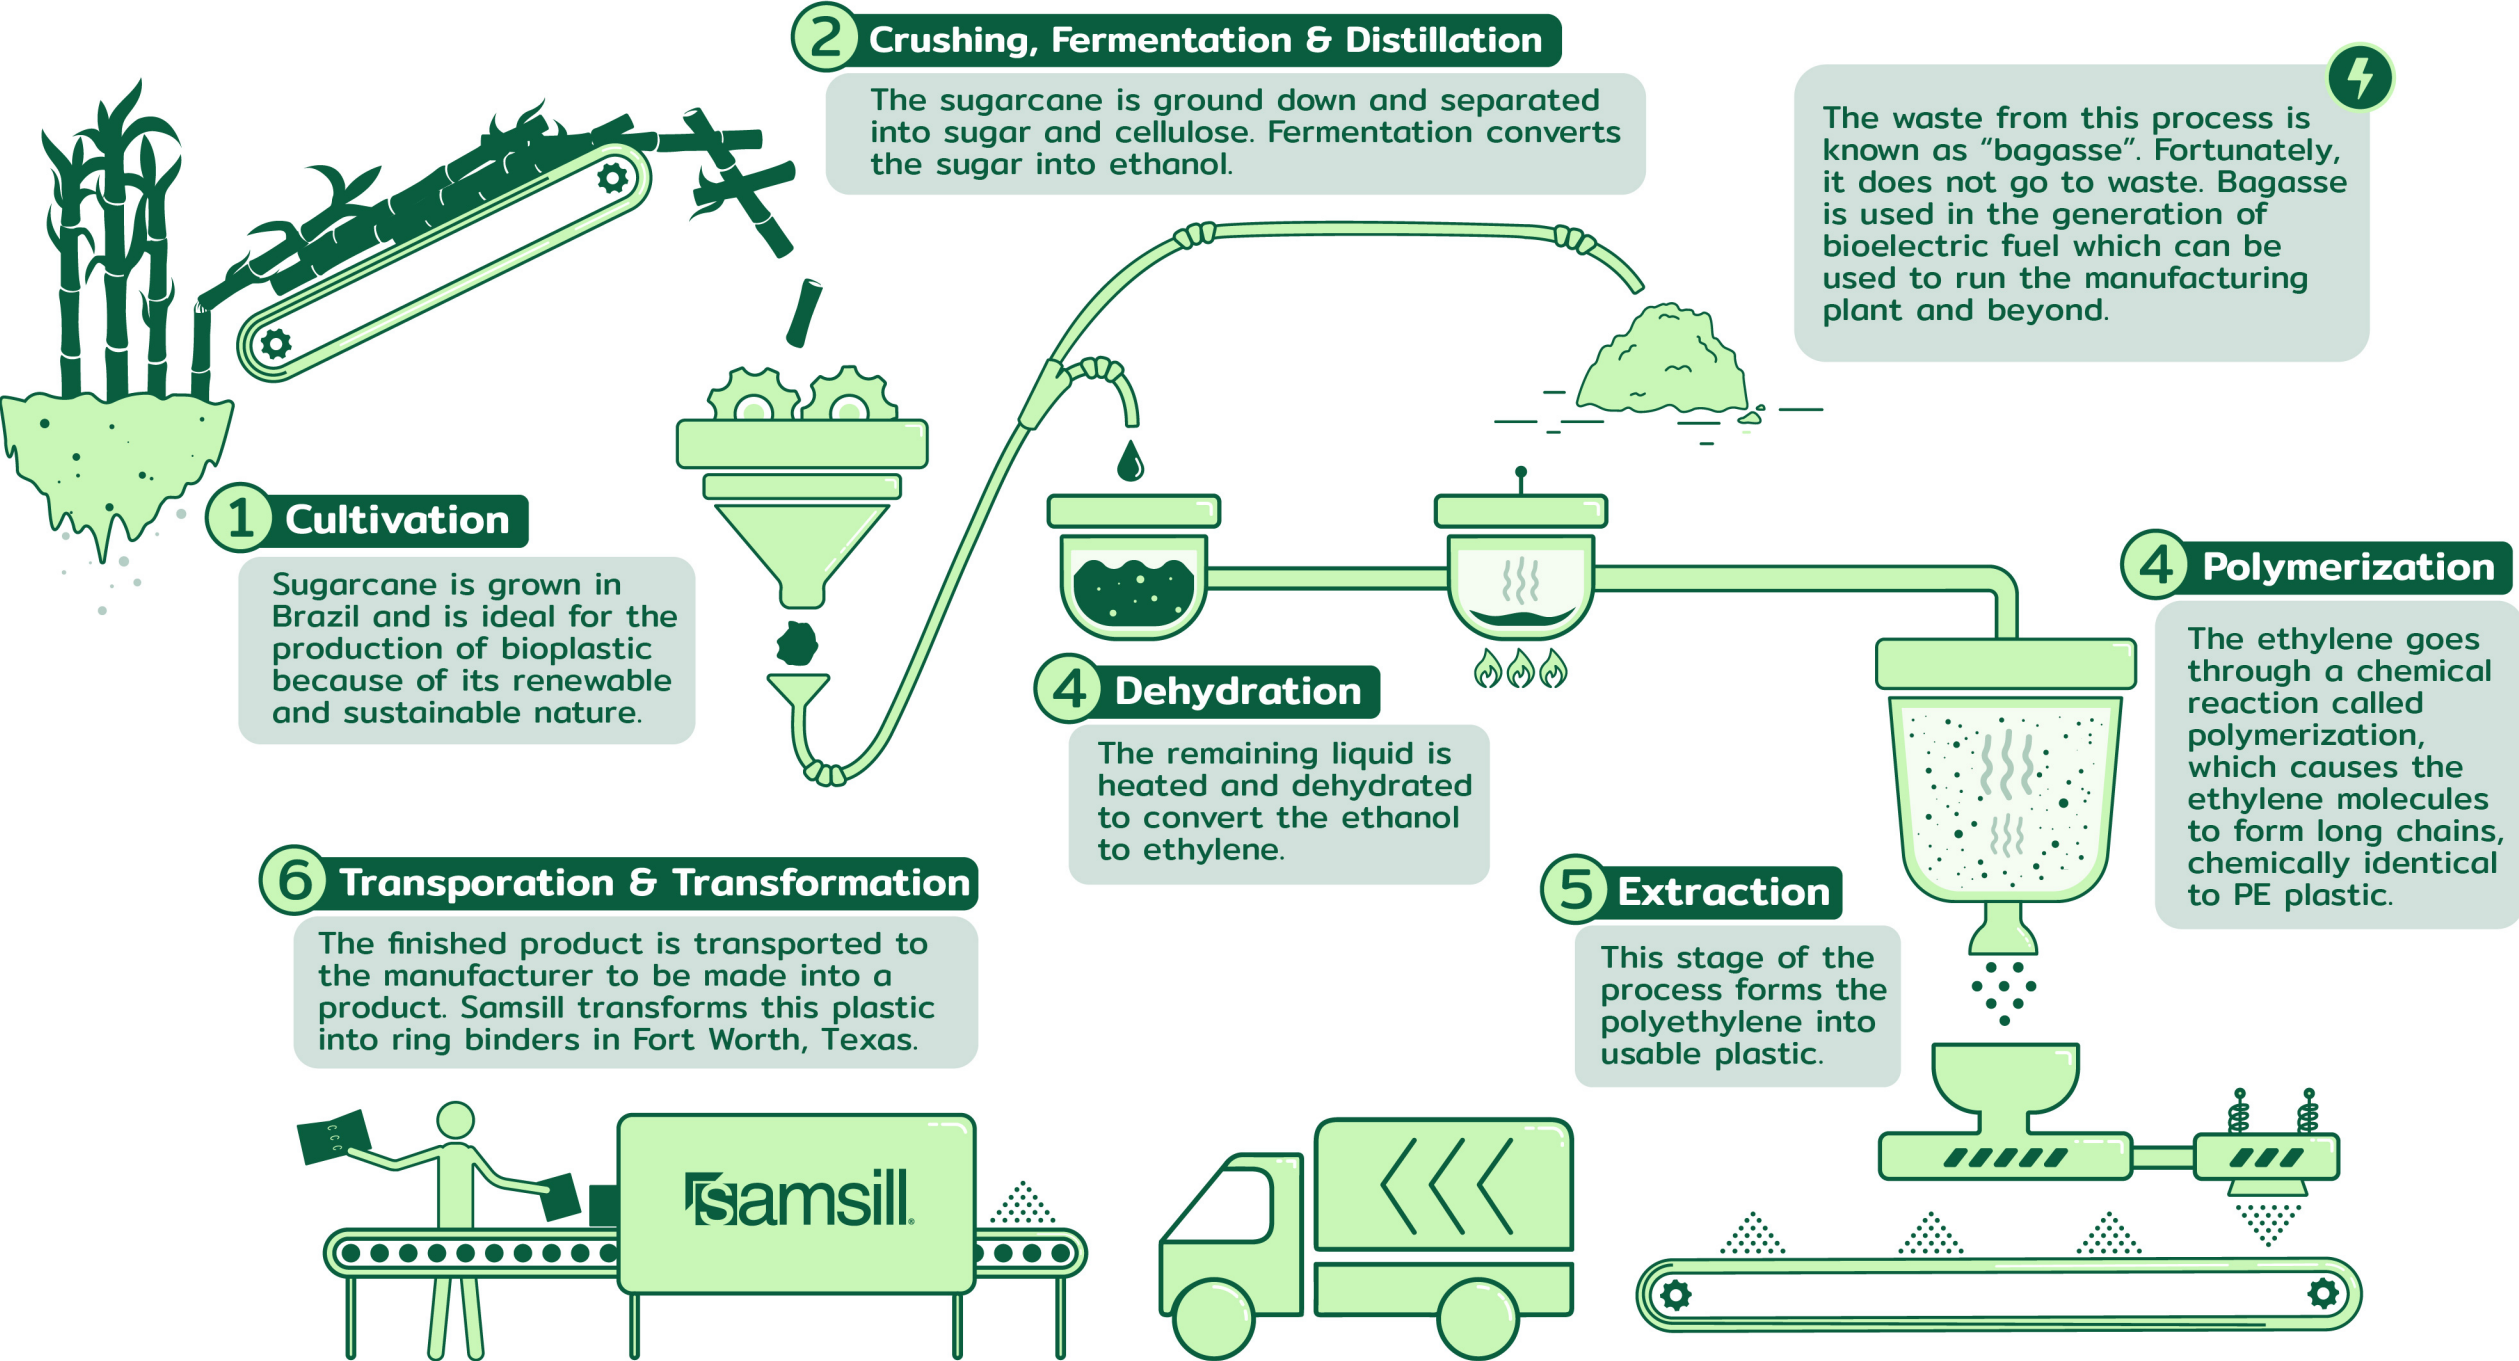 2 Crushing, Fermentation & Distillation
The sugarcane is ground down and separated
into sugar and cellulose. Fermentation converts
the sugar into ethanol.
The waste from this process is
known as “bagasse”. Fortunately,
it does not go to waste. Bagasse
is used in the generation of
bioelectric fuel which can be
used to run the manufacturing
plant and beyond.
1 Cultivation
Sugarcane is grown in
Brazil and is ideal for the
production of bioplastic
because of its renewable
and sustainable nature.
4 Dehydration
The remaining liquid is
heated and dehydrated
to convert the ethanol
to ethylene.
4 Polymerization
The ethylene goes
through a chemical
reaction called
polymerization,
which causes the
ethylene molecules
to form long chains,
chemically identical
to PE plastic.
5 Extraction
This stage of the
process forms the
polyethylene into
usable plastic.
6 Transporation & Transformation
The finished product is transported to
the manufacturer to be made into a
product. Samsill transforms this plastic
into ring binders in Fort Worth, Texas.
samsill®